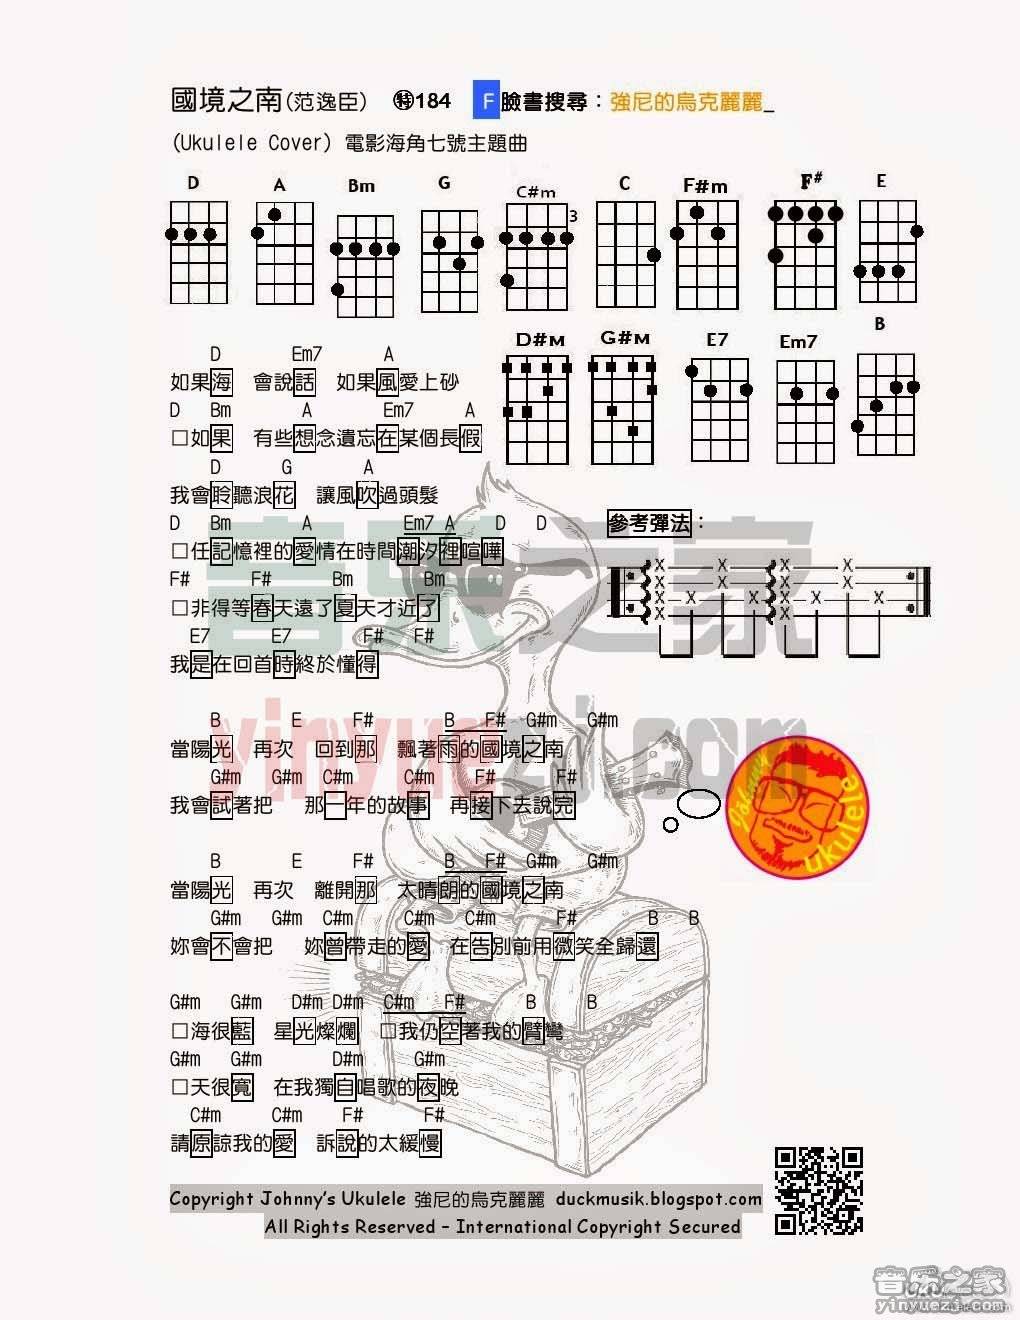 國境之南(范逸臣) ㊕184 F 臉書搜尋：強尼的烏克麗麗_
(Ukulele Cover) 電影海角七號主題曲
D A Bm G C#m C F#m F# E
3
D#M G#M E7 Em7 B
D Em7 A
如果海 會說話 如果風愛上砂
D Bm A Em7 A
□如果 有些想念遺忘在某個長假
D G A
我會聆聽浪花 讓風吹過頭髮
D Bm A Em7 A D D
□任記憶裡的愛情在時間潮汐裡喧嘩
參考彈法：
F# F# Bm Bm
□非得等春天遠了夏天才近了
E7 E7 F# F#
我是在回首時終於懂得
B E F# B F# G#m G#m
當陽光 再次 回到那 飄著雨的國境之南
G#m G#m C#m C#m F# F#
我會試著把 那一年的故事 再接下去說完
B E F# B F# G#m G#m
當陽光 再次 離開那 太晴朗的國境之南
G#m G#m C#m C#m C#m F# B B
妳會不會把 妳曾帶走的愛 在告別前用微笑全歸還
G#m G#m D#m D#m C#m F# B B
□海很藍 星光燦爛 □我仍空著我的臂彎
G#m G#m D#m G#m
□天很寬 在我獨自唱歌的夜晚
C#m C#m F# F#
請原諒我的愛 訴說的太緩慢
Johnny ukulele
Copyright Johnny's Ukulele 強尼的烏克麗麗 duckmusik.blogspot.com
All Rights Reserved – International Copyright Secured
音乐之家
yinyuezj.com
音乐之家
yinyuezj.com